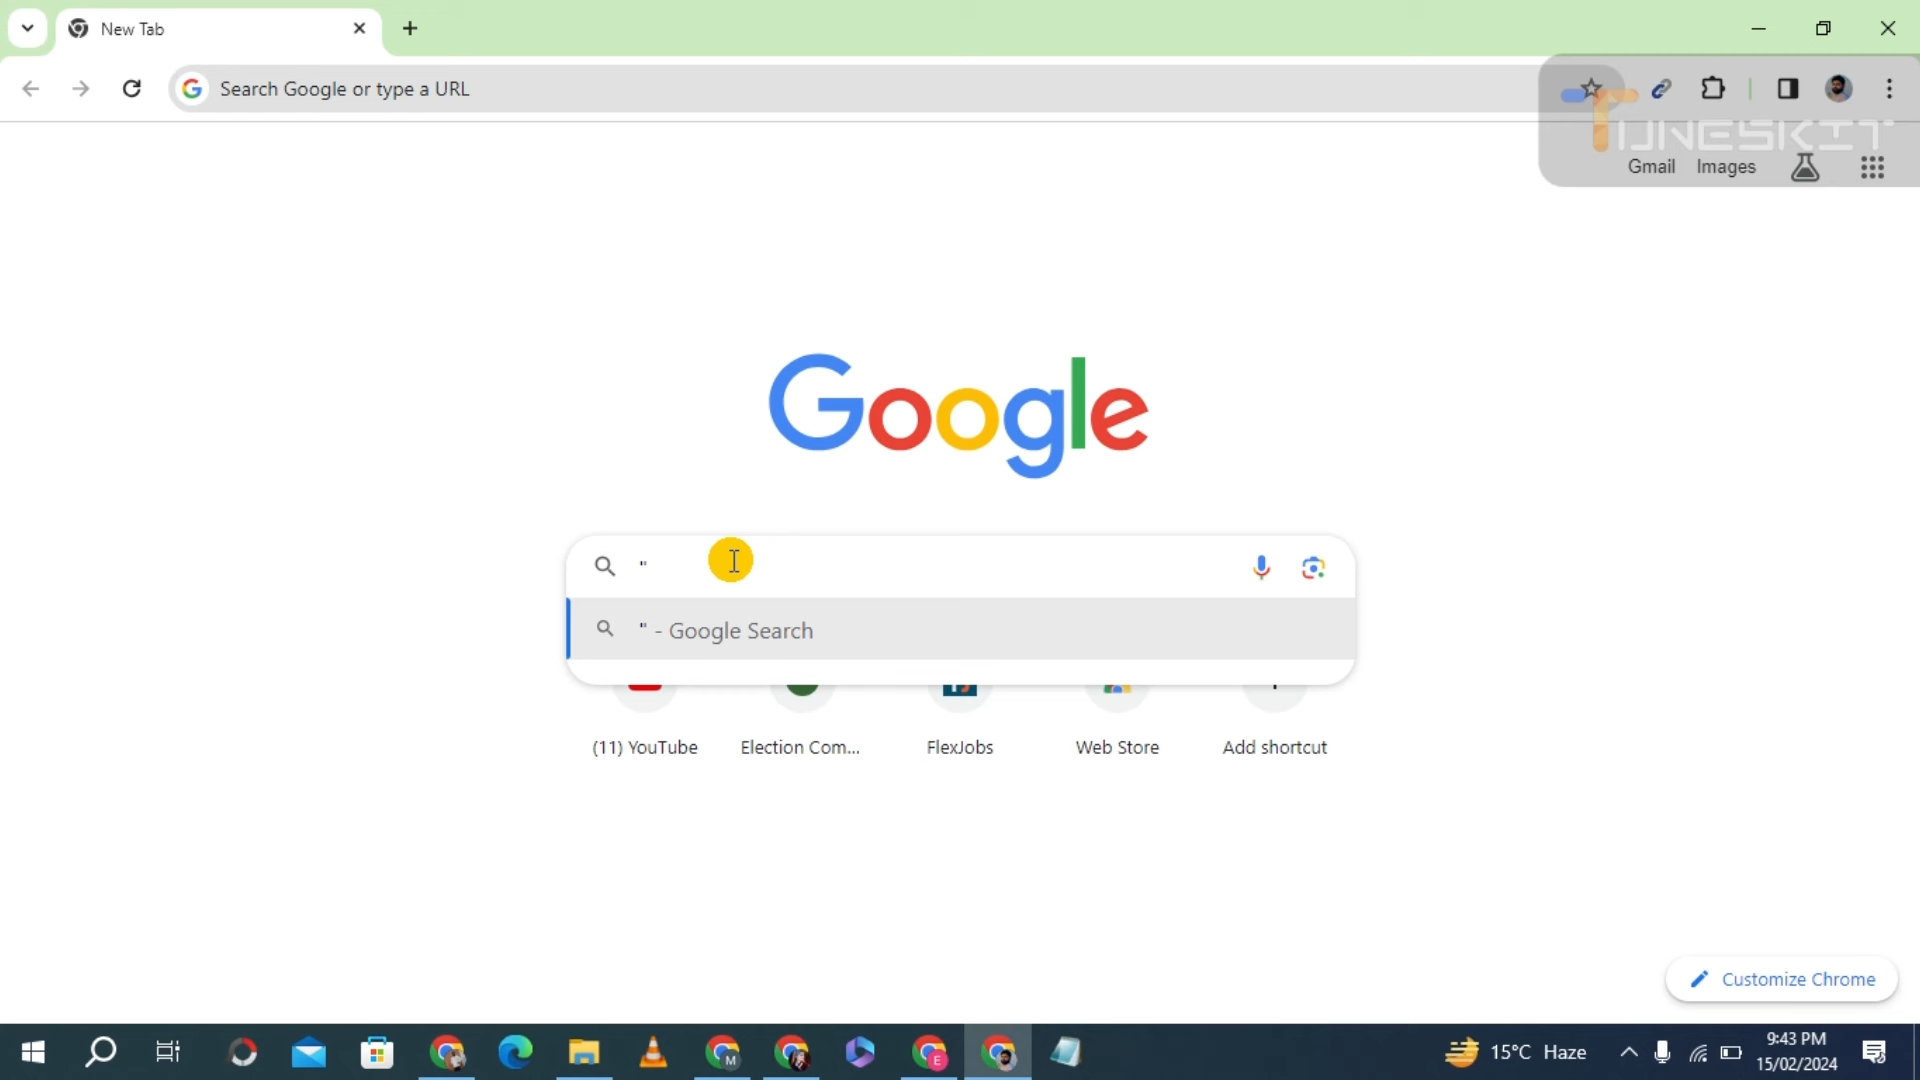 New Tab
Search Google or type a URL
TUNESKIT
Gmail Images
Google
"
" - Google Search
(11) YouTube Election Com... FlexJobs Web Store Add shortcut
Customize Chrome
M
E
15°C Haze
9:43 PM
15/02/2024